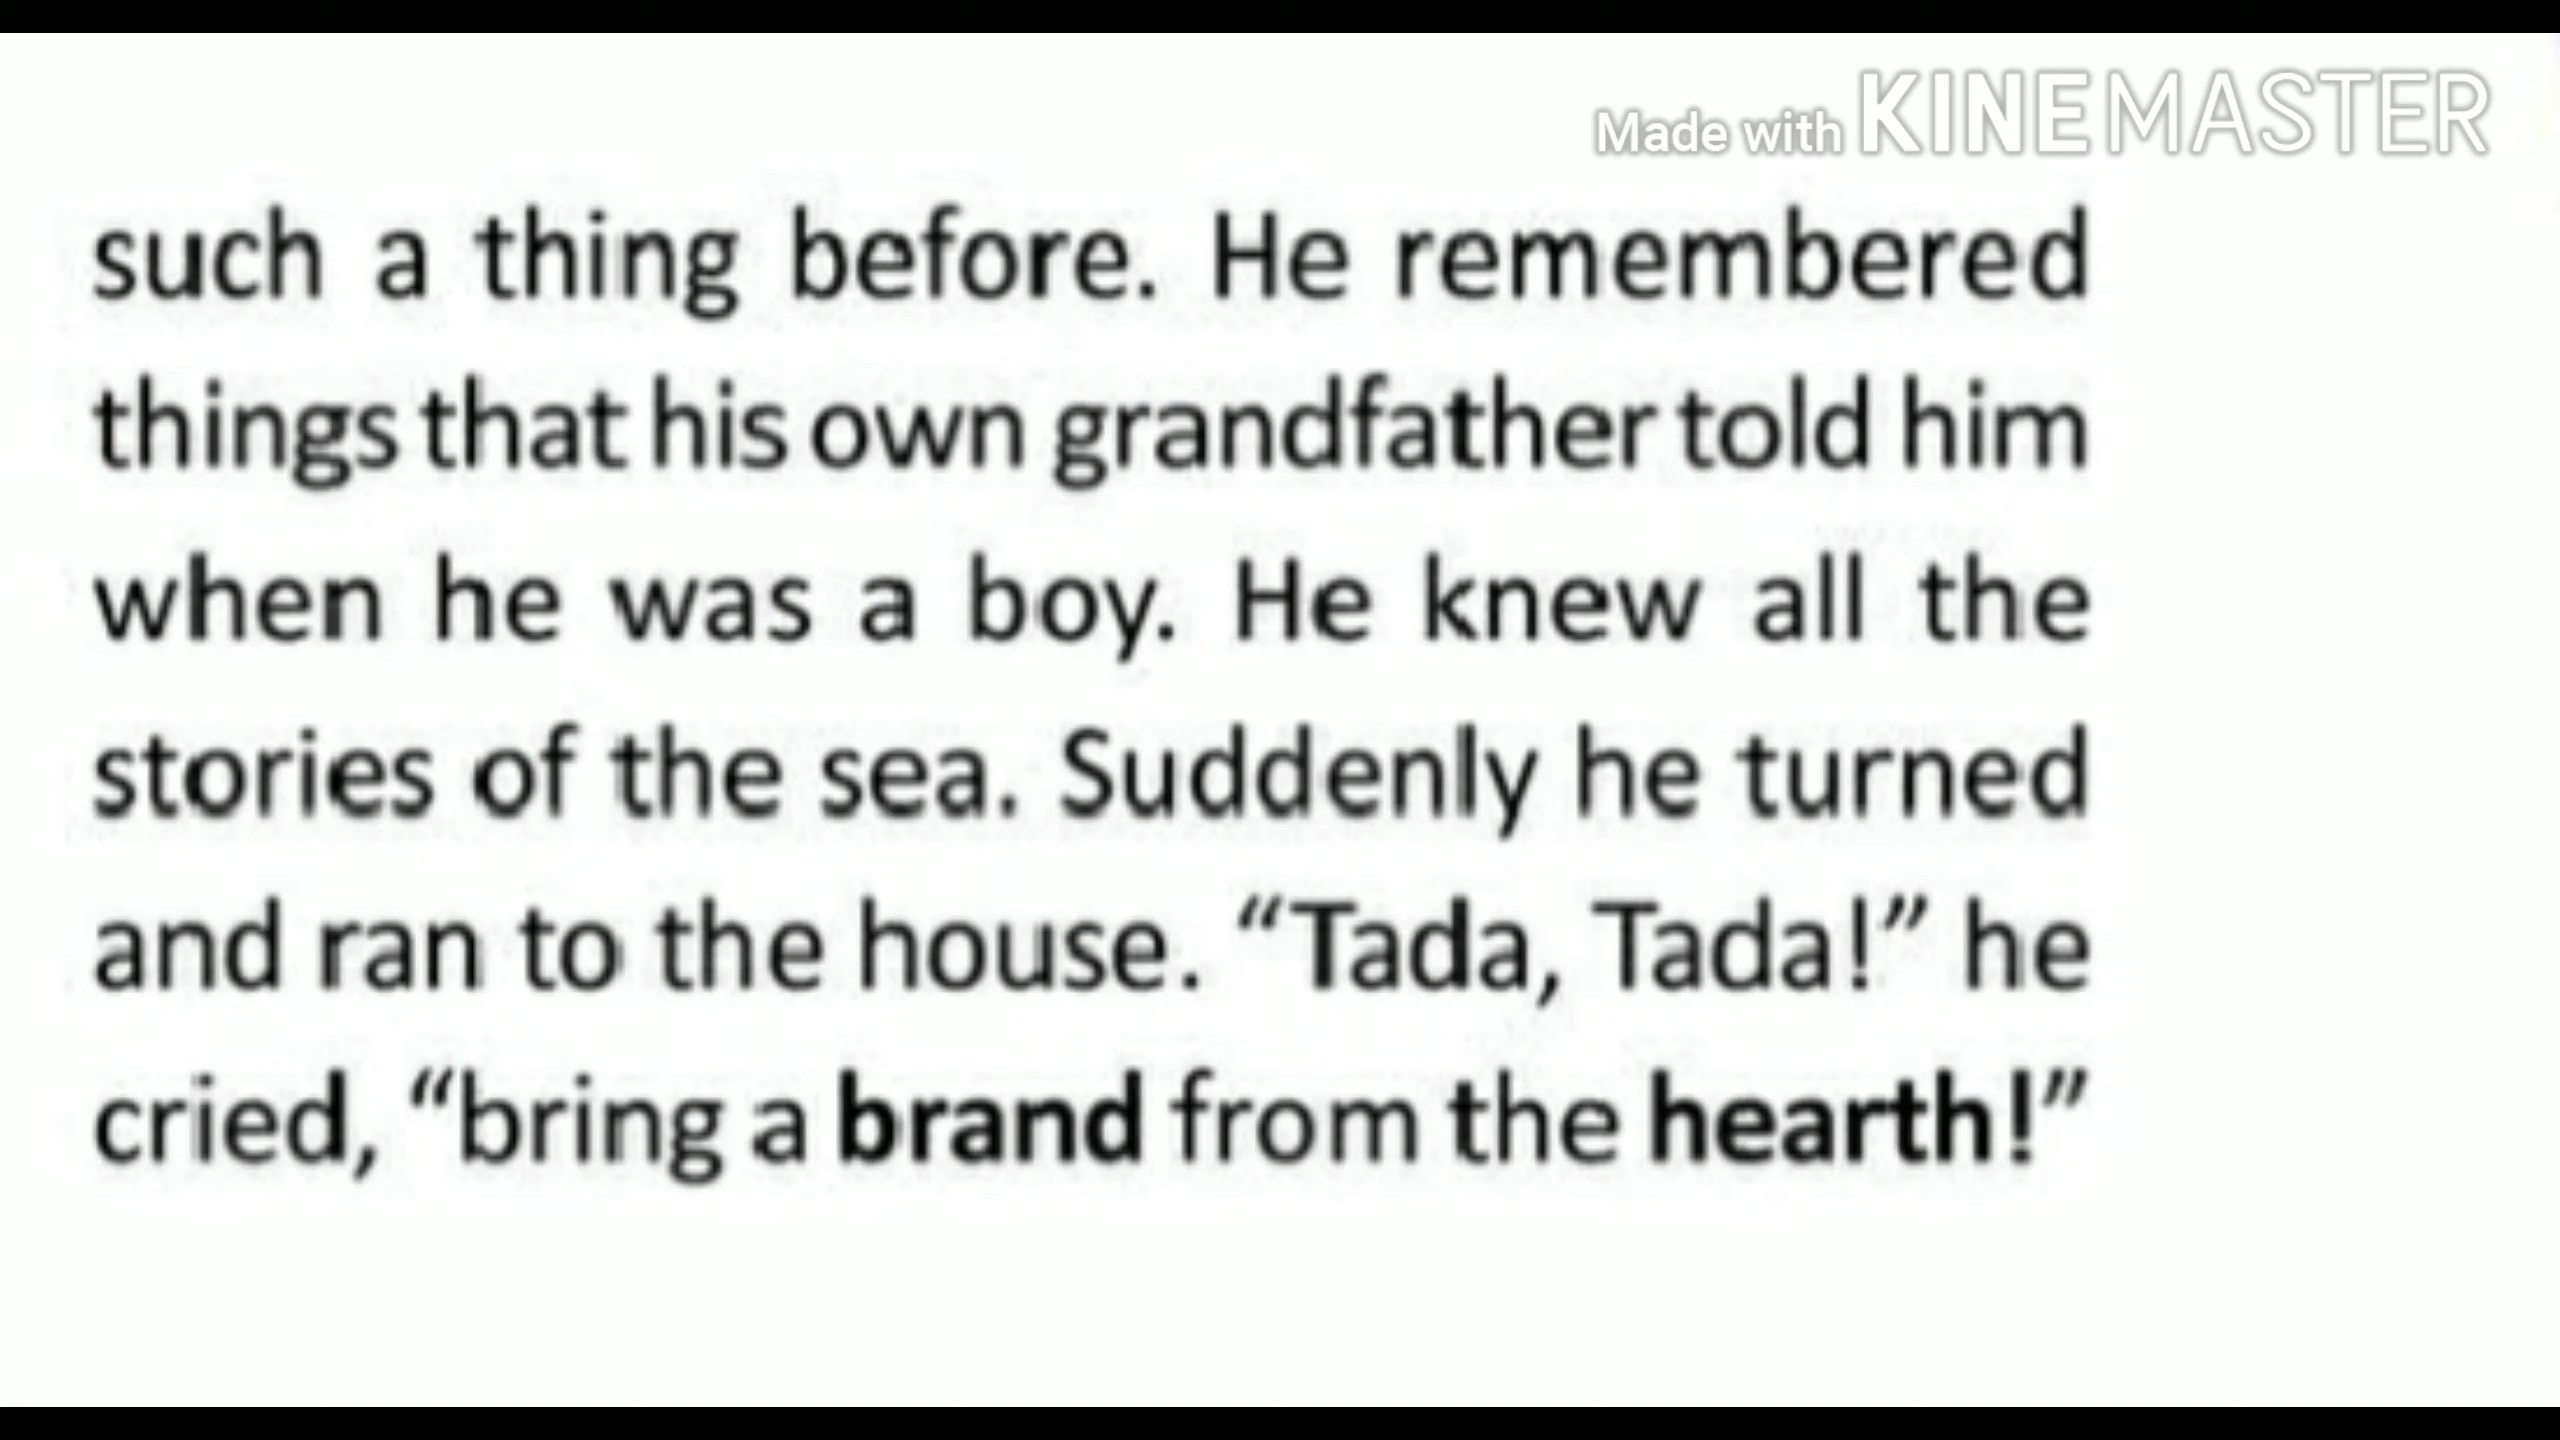 Made with KINEMASTER
such a thing before. He remembered
things that his own grandfather told him
when he was a boy. He knew all the
stories of the sea. Suddenly he turned
and ran to the house. “Tada, Tada!” he
cried, “bring a brand from the hearth!”